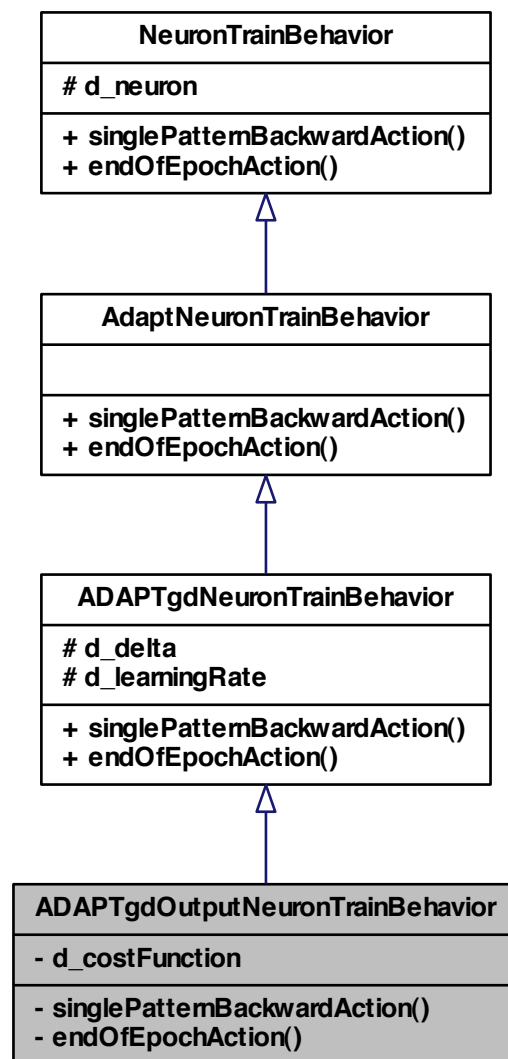 NeuronTrainBehavior
# d_neuron
+ singlePatternBackwardAction()
+ endOfEpochAction()
AdaptNeuronTrainBehavior
+ singlePatternBackwardAction()
+ endOfEpochAction()
ADAPTgdNeuronTrainBehavior
# d_delta
# d_learningRate
+ singlePatternBackwardAction()
+ endOfEpochAction()
ADAPTgdOutputNeuronTrainBehavior
- d_costFunction
- singlePatternBackwardAction()
- endOfEpochAction()